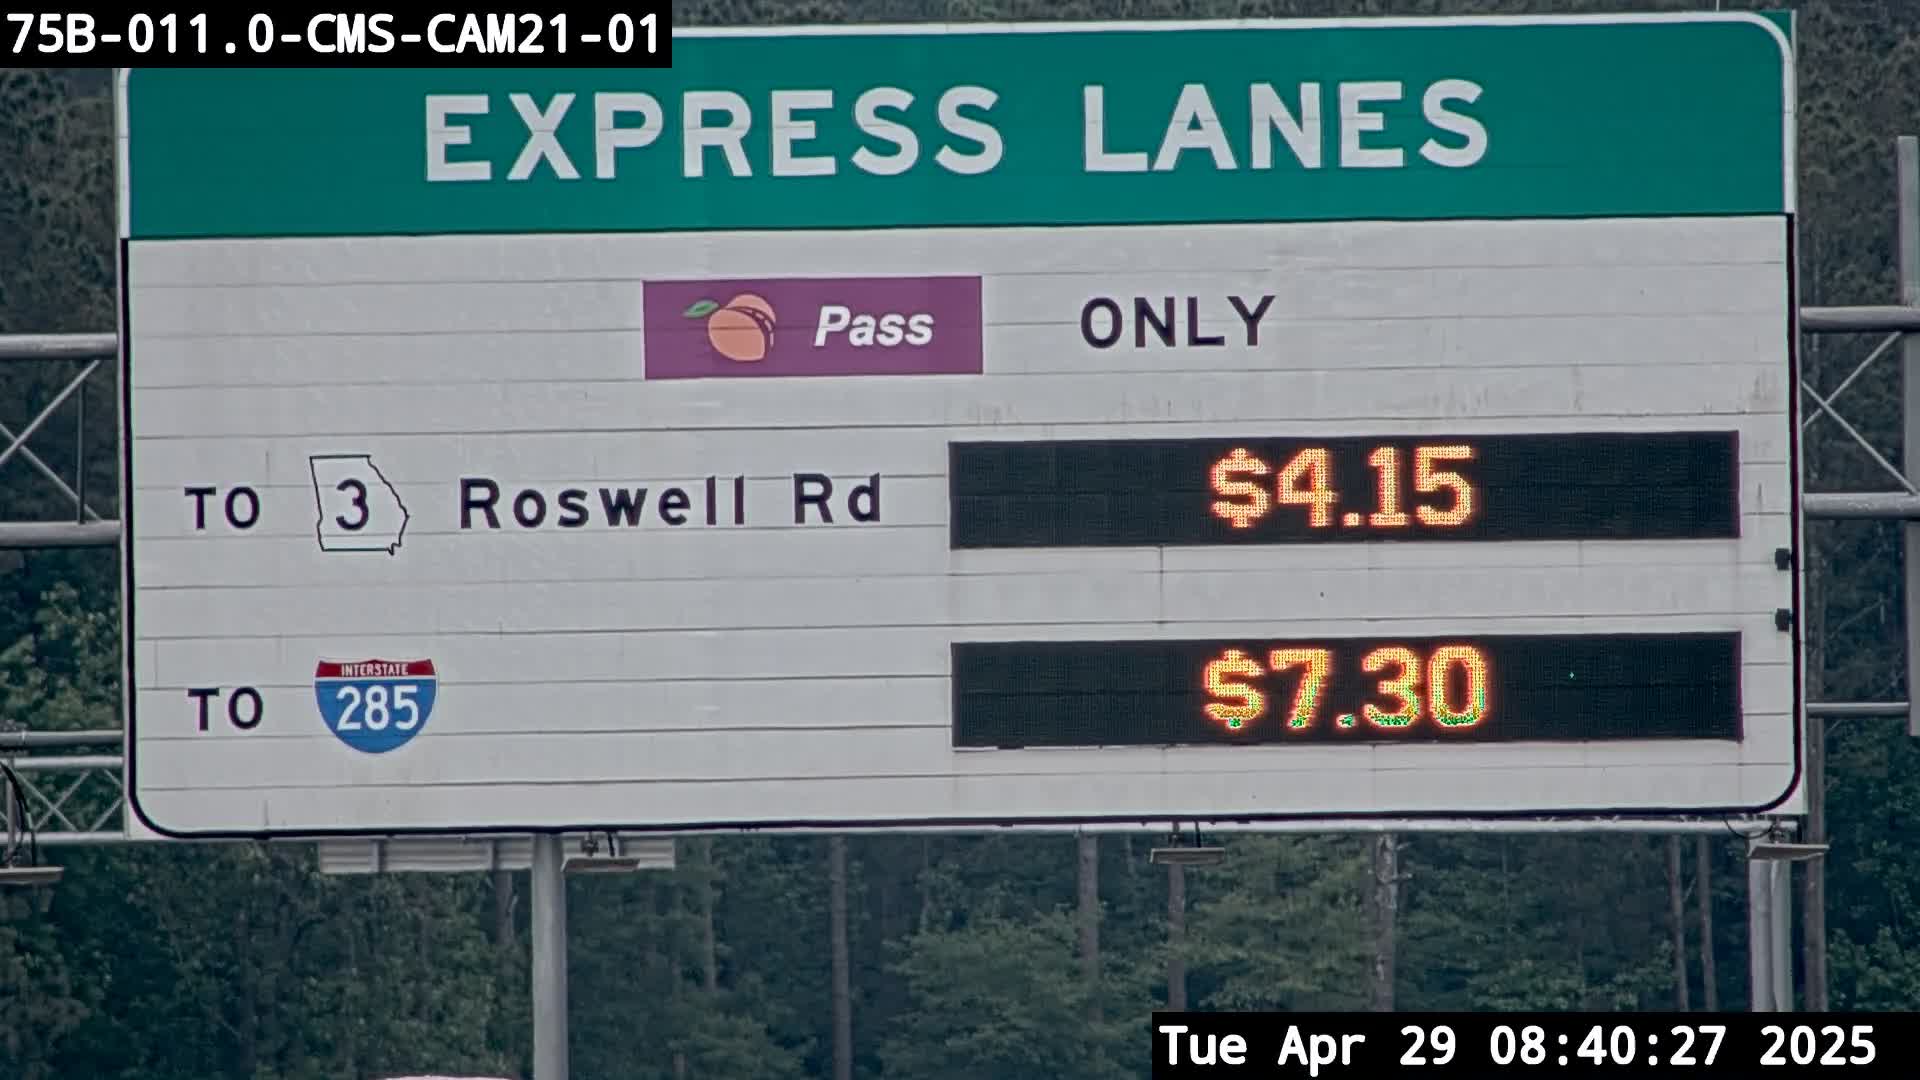 75B-011.0-CMS-CAM21-01
EXPRESS LANES
Pass ONLY
TO 3 Roswell Rd $4.15
INTERSTATE
TO 285 $7.30
Tue Apr 29 08:40:27 2025